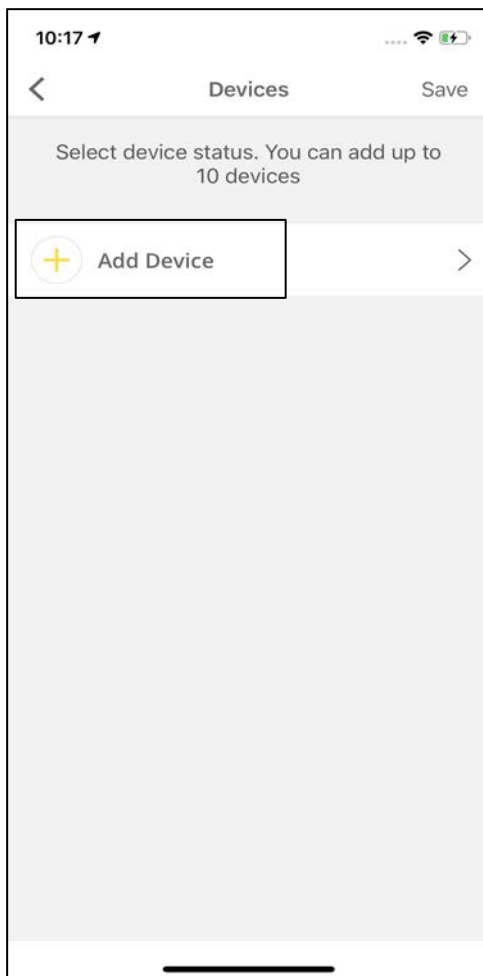 10:17
Devices
Save
Select device status. You can add up to
10 devices
Add Device